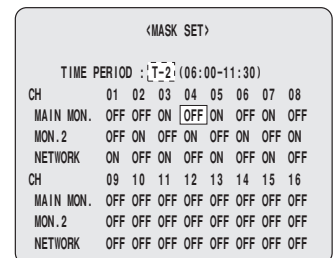 <MASK SET>
TIME PERIOD : T-2 (06:00-11:30)
CH 01 02 03 04 05 06 07 08
MAIN MON. OFF OFF ON OFF ON OFF ON OFF
MON.2 OFF ON OFF ON OFF ON OFF ON
NETWORK ON OFF ON OFF ON OFF ON OFF
CH 09 10 11 12 13 14 15 16
MAIN MON. OFF OFF OFF OFF OFF OFF OFF OFF
MON.2 OFF OFF OFF OFF OFF OFF OFF OFF
NETWORK OFF OFF OFF OFF OFF OFF OFF OFF